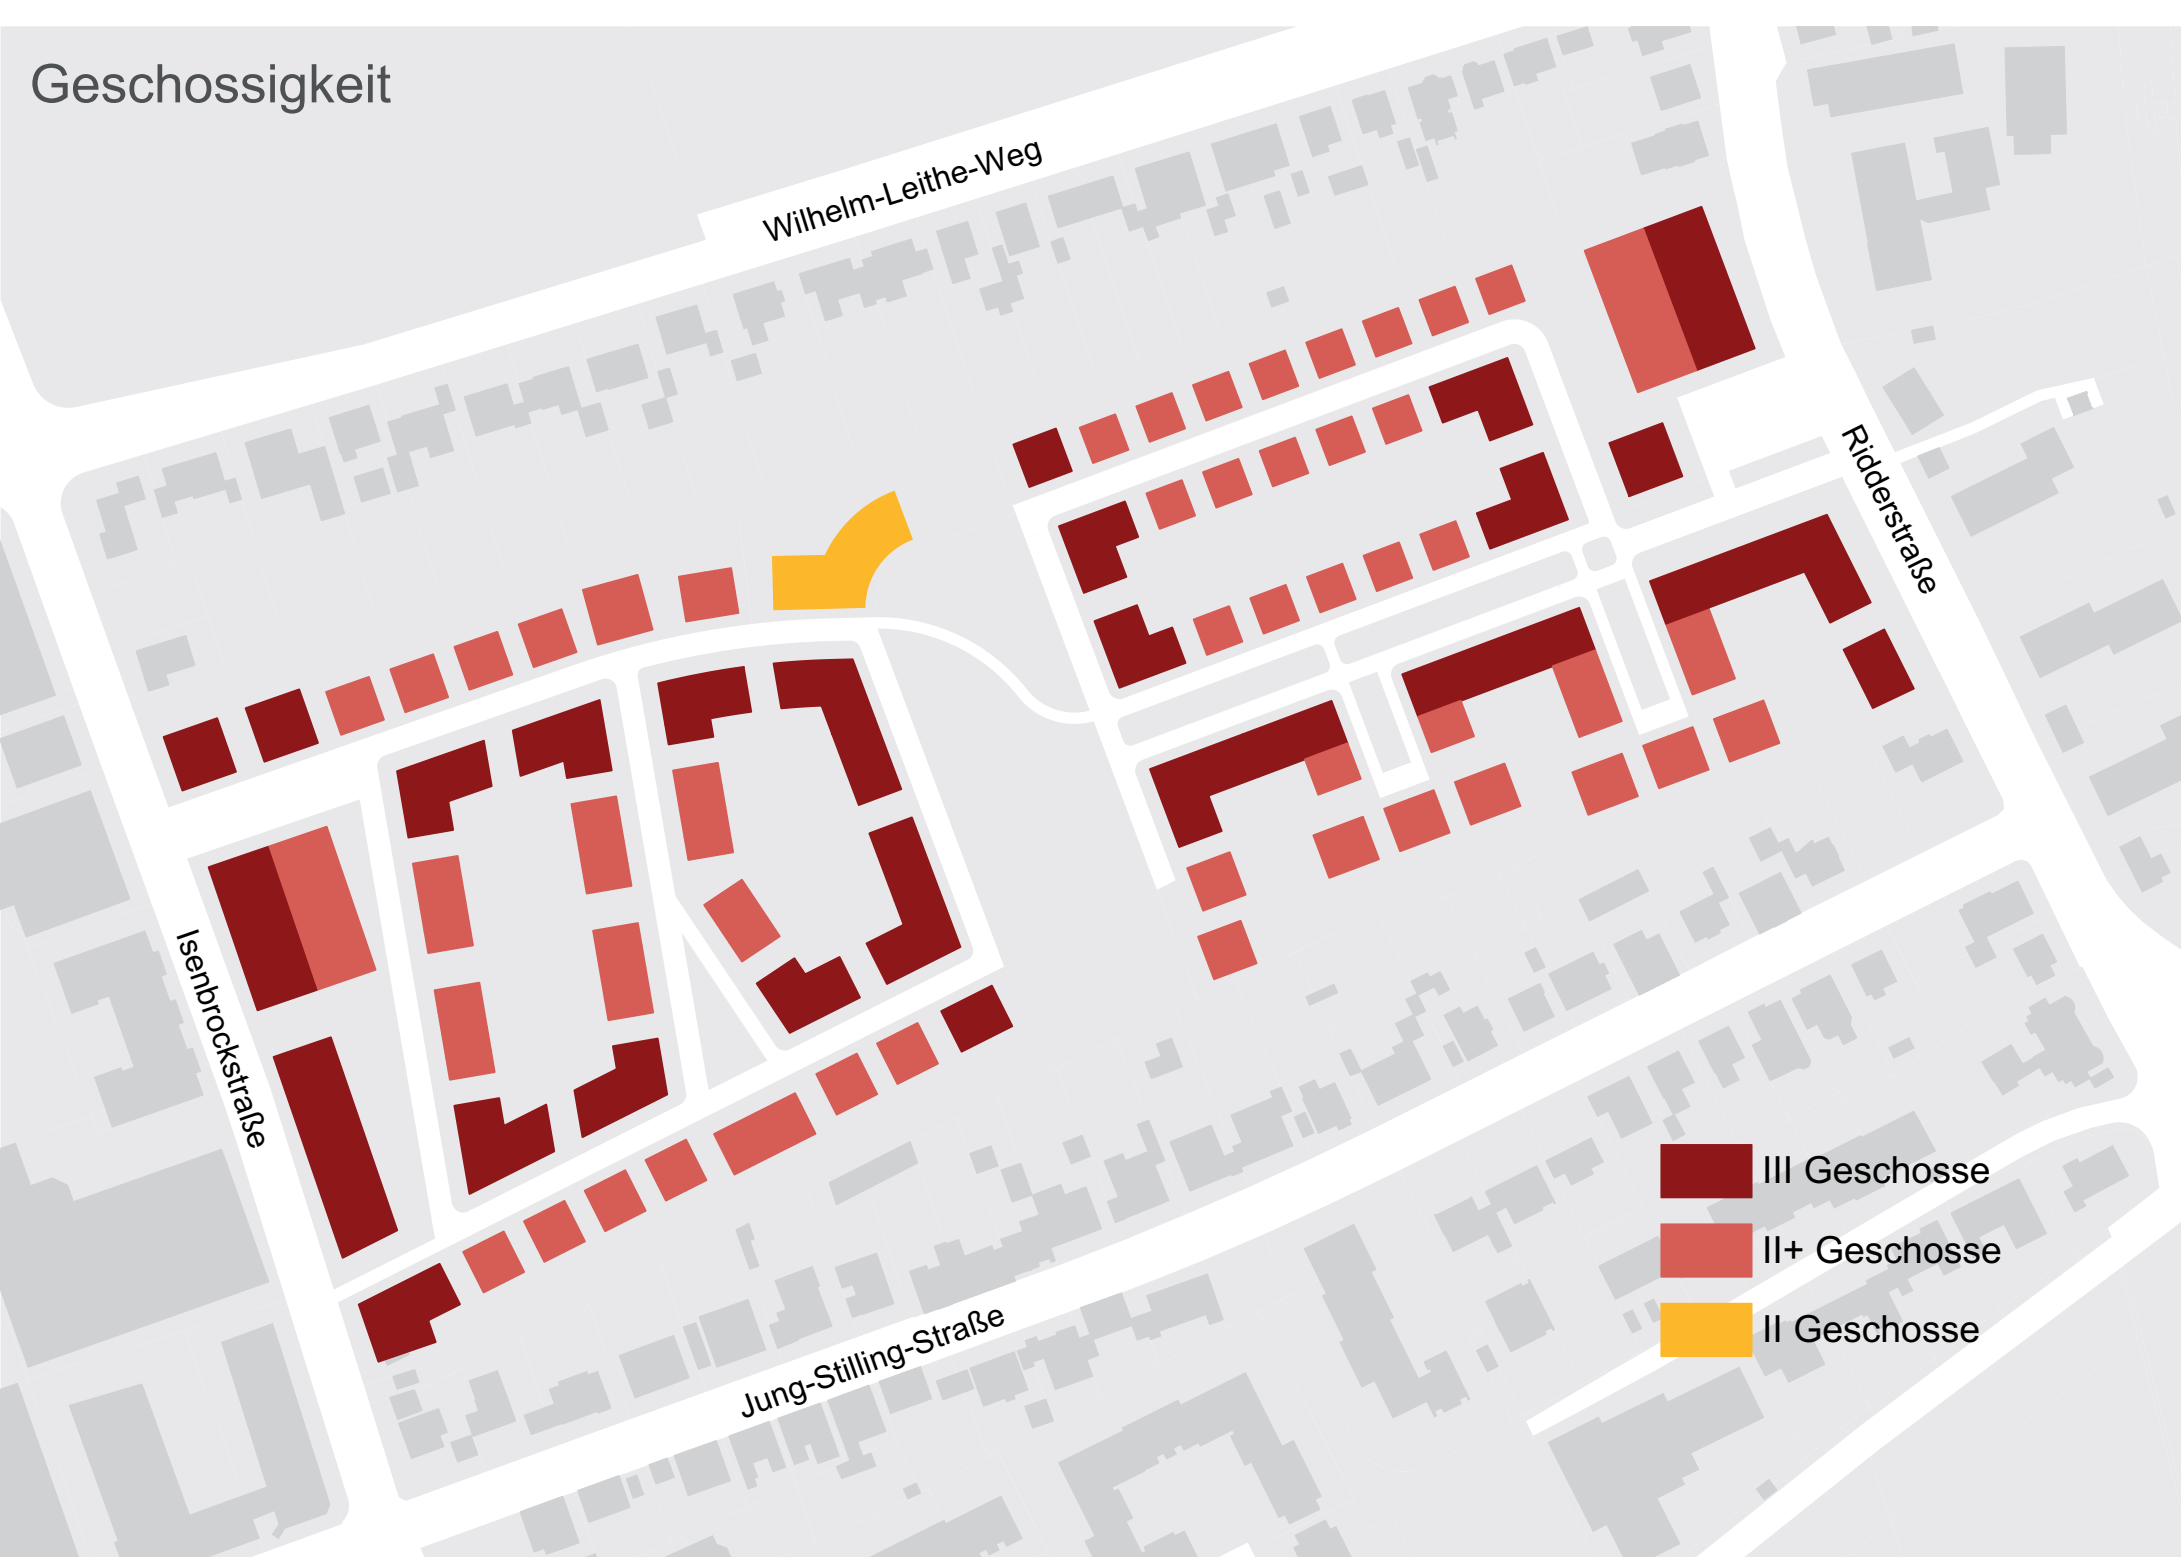 Geschossigkeit
Wilhelm-Leithe-Weg
Ridderstraße
Isenbrockstraße
Jung-Stilling-Straße
III Geschosse
II+ Geschosse
II Geschosse